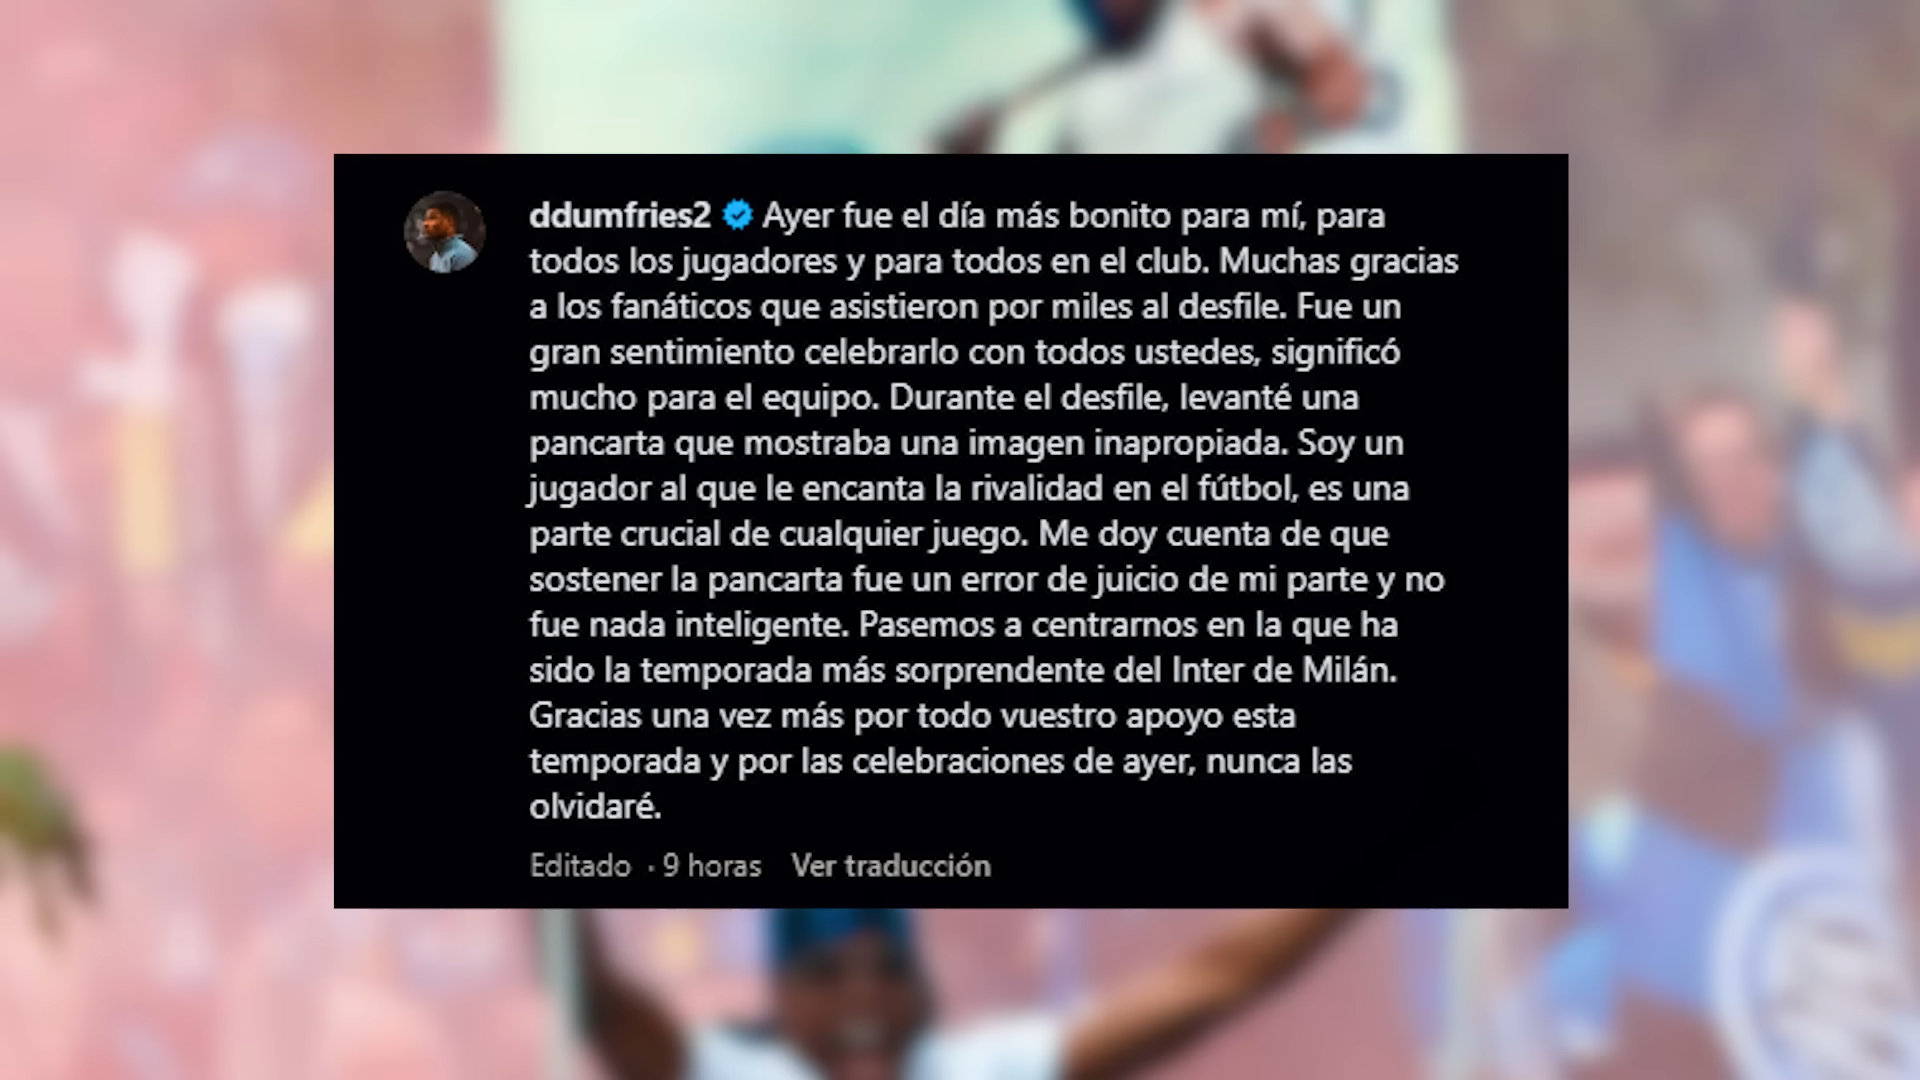 ddumfries2 Ayer fue el día más bonito para mí, para
todos los jugadores y para todos en el club. Muchas gracias
a los fanáticos que asistieron por miles al desfile. Fue un
gran sentimiento celebrarlo con todos ustedes, significó
mucho para el equipo. Durante el desfile, levanté una
pancarta que mostraba una imagen inapropiada. Soy un
jugador al que le encanta la rivalidad en el fútbol, es una
parte crucial de cualquier juego. Me doy cuenta de que
sostener la pancarta fue un error de juicio de mi parte y no
fue nada inteligente. Pasemos a centrarnos en la que ha
sido la temporada más sorprendente del Inter de Milán.
Gracias una vez más por todo vuestro apoyo esta
temporada y por las celebraciones de ayer, nunca las
olvidaré.
Editado · 9 horas Ver traducción